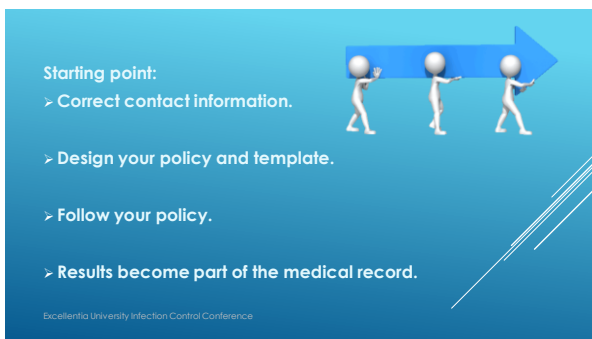 Starting point:
➢ Correct contact information.
➢ Design your policy and template.
➢ Follow your policy.
➢ Results become part of the medical record.
Excellentia University Infection Control Conference